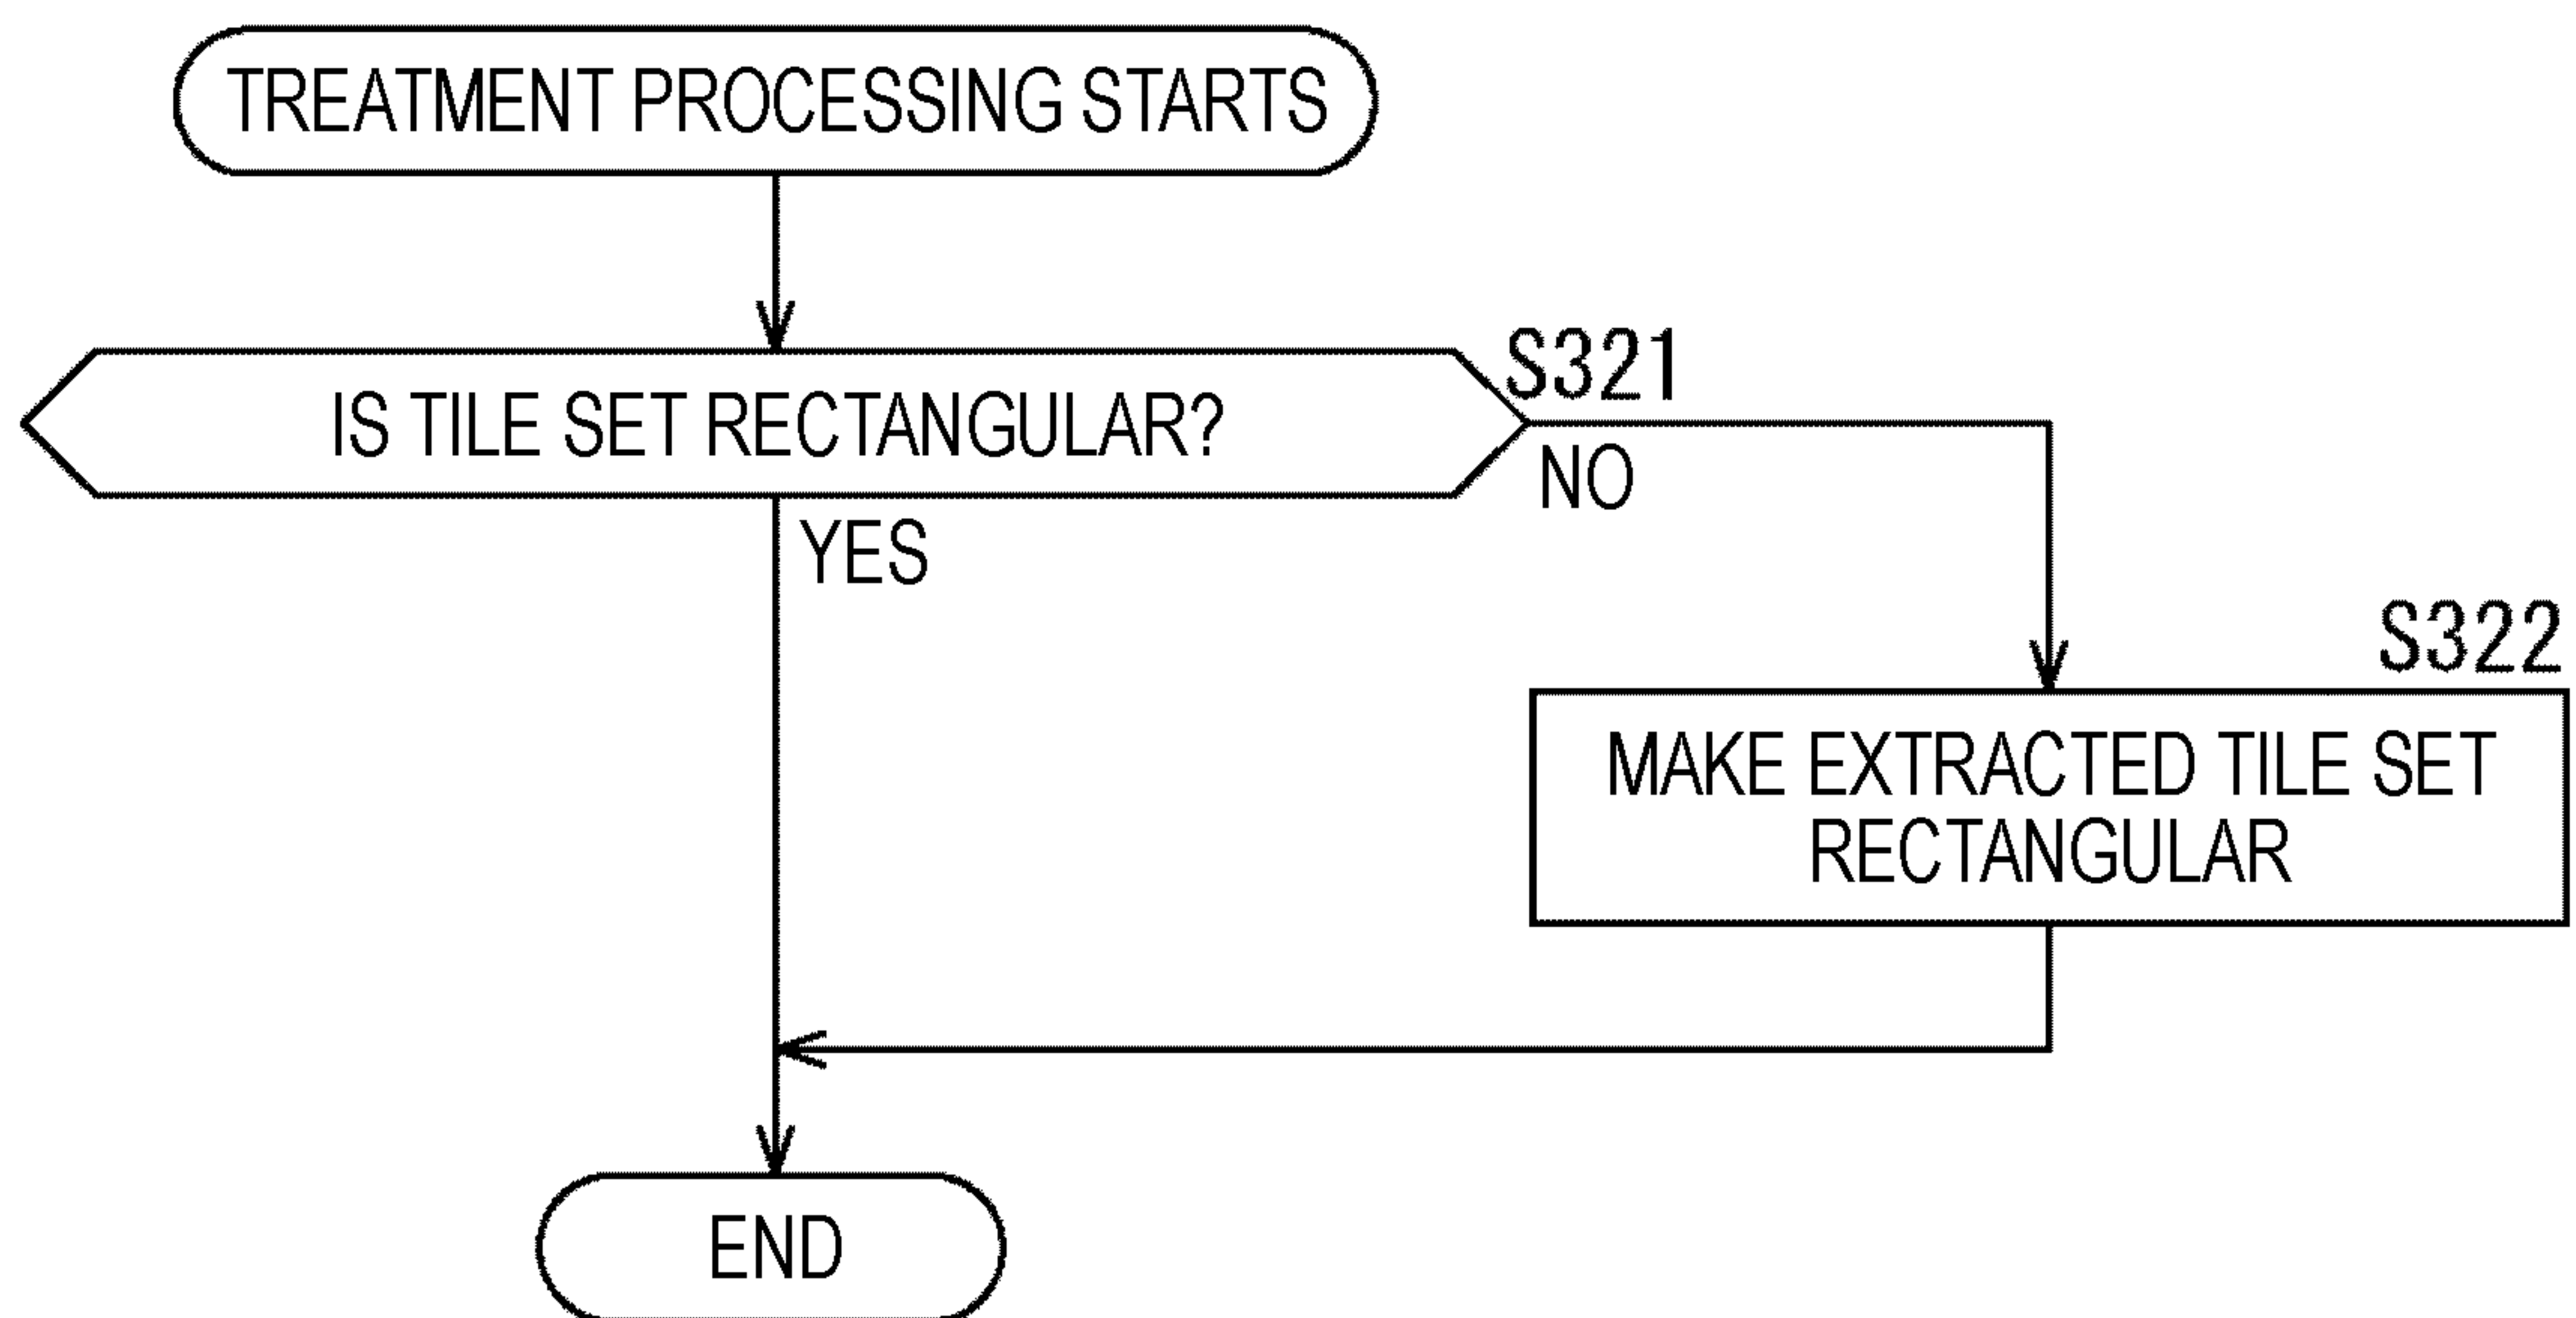 TREATMENT PROCESSING STARTS
S321
IS TILE SET RECTANGULAR?
NO
YES
S322
MAKE EXTRACTED TILE SET
RECTANGULAR
END